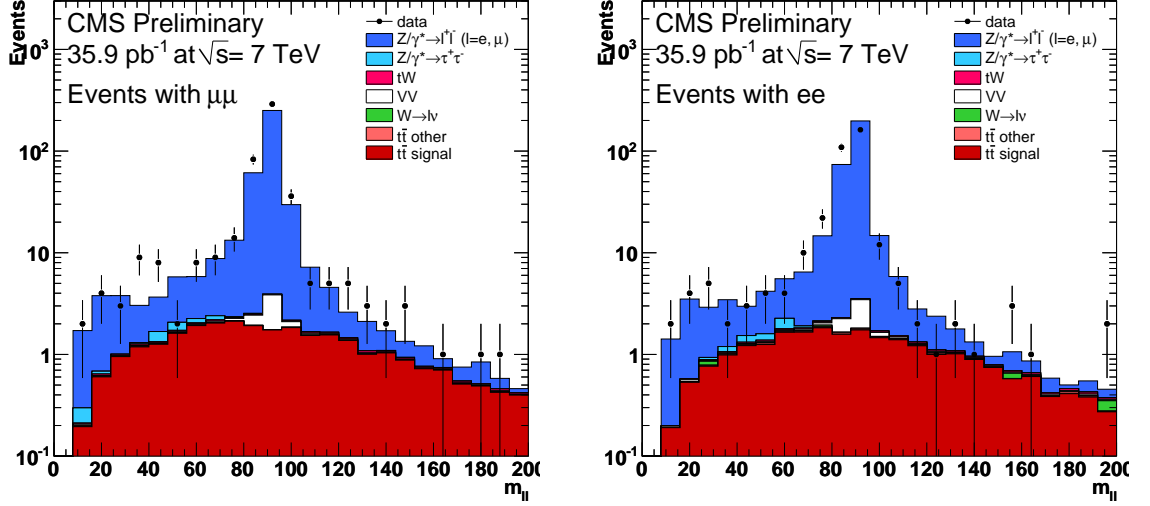 Events
10³
10²
10
1
10⁻¹
CMS Preliminary
35.9 pb⁻¹ at √s= 7 TeV
Events with μμ
data
Z/γ*→l⁺l⁻ (l=e, μ)
Z/γ*→τ⁺τ⁻
tW
VV
W→lν
tt̄ other
tt̄ signal
0 20 40 60 80 100 120 140 160 180 200
m_ll
Events
10³
10²
10
1
10⁻¹
CMS Preliminary
35.9 pb⁻¹ at √s= 7 TeV
Events with ee
data
Z/γ*→l⁺l⁻ (l=e, μ)
Z/γ*→τ⁺τ⁻
tW
VV
W→lν
tt̄ other
tt̄ signal
0 20 40 60 80 100 120 140 160 180 200
m_ll